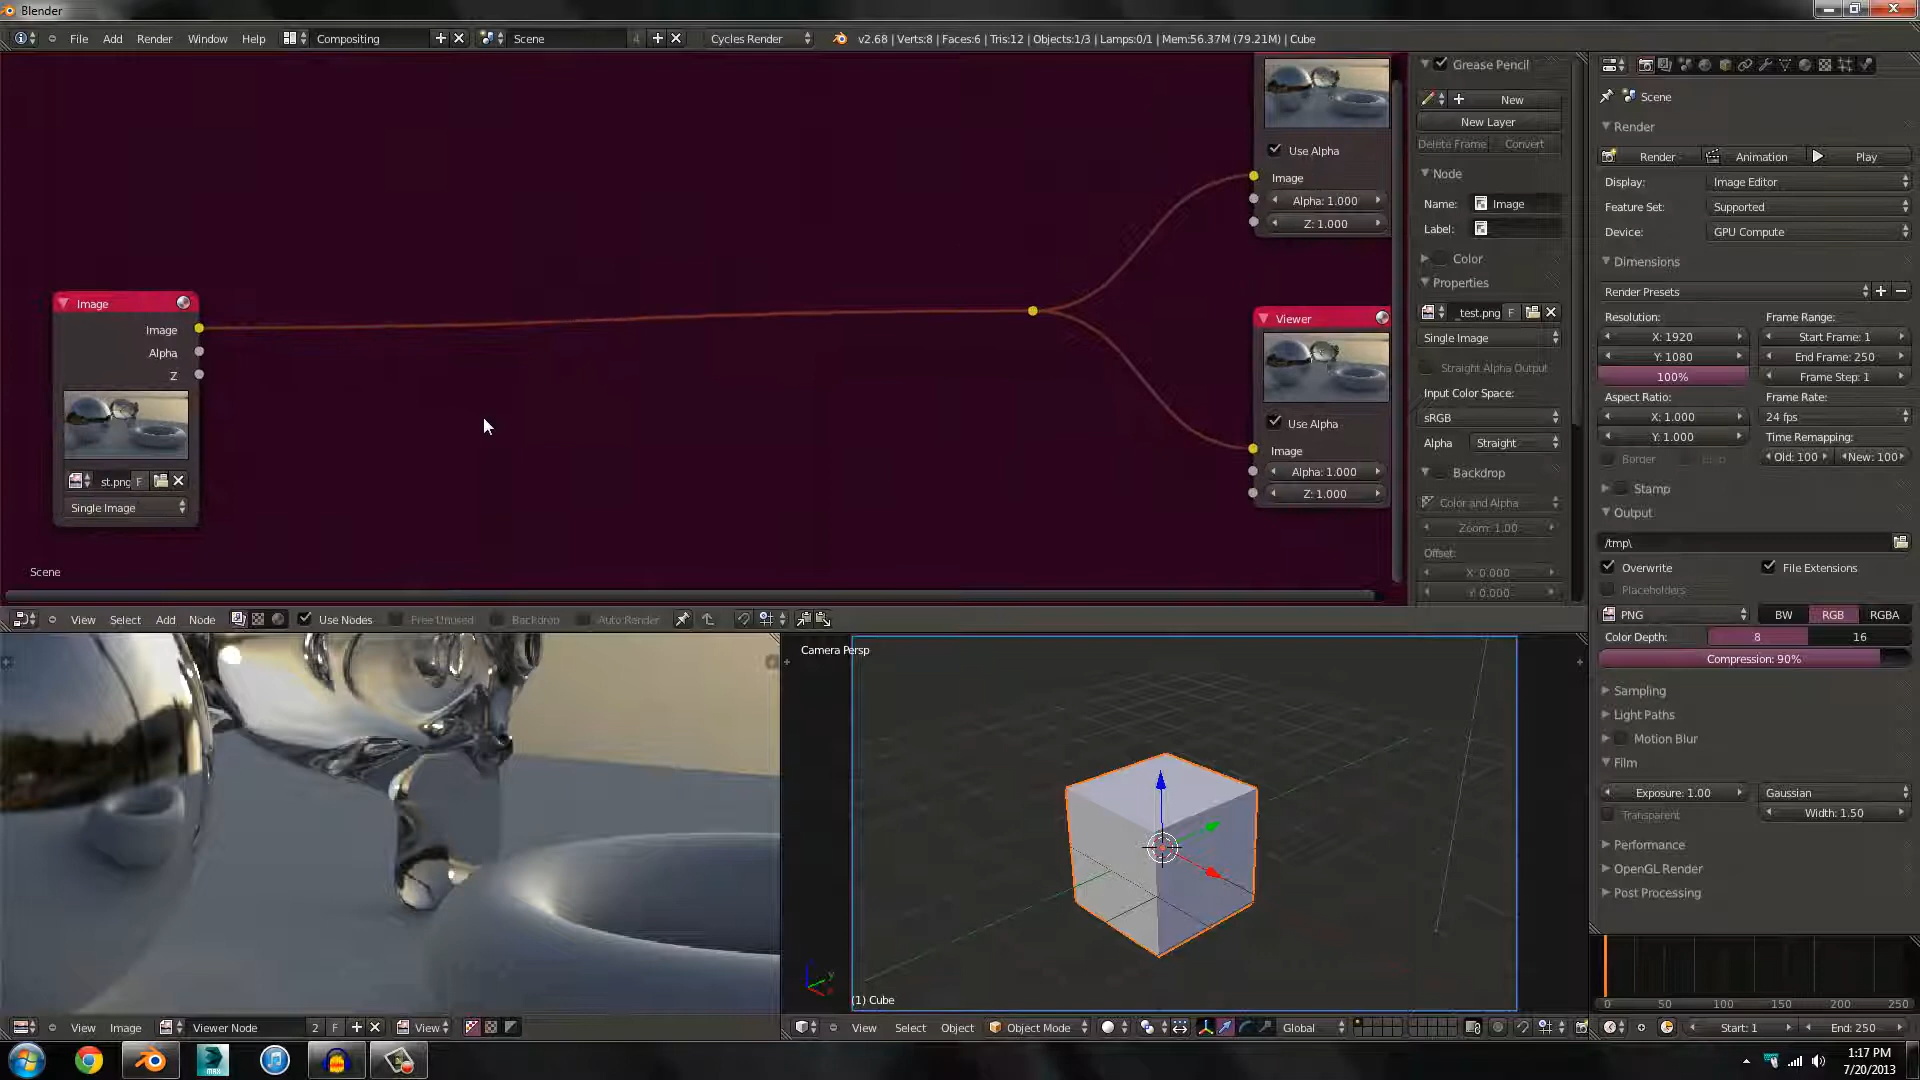 Blender
File Add Render Window Help Compositing Scene 4 Cycles Render v2.68 | Verts:8 | Faces:6 | Tris:12 | Objects:1/3 | Lamps:0/1 | Mem:56.37M (79.21M) | Cube
Use Alpha
Image
Alpha: 1.000
Z: 1.000
Image
Image
Alpha
Z
st.png F
Single Image
Viewer
Use Alpha
Image
Alpha: 1.000
Z: 1.000
Scene
Grease Pencil
New
New Layer
Delete Frame Convert
Node
Name: Image
Label:
Color
Properties
_test.png F
Single Image
Straight Alpha Output
Input Color Space:
sRGB
Alpha Straight
Backdrop
Color and Alpha
Zoom: 1.00
Offset:
X: 0.000
Y: 0.000
Scene
Render
Render Animation Play
Display: Image Editor
Feature Set: Supported
Device: GPU Compute
Dimensions
Render Presets
Resolution: Frame Range:
X: 1920 Start Frame: 1
Y: 1080 End Frame: 250
100% Frame Step: 1
Aspect Ratio: Frame Rate:
X: 1.000 24 fps
Y: 1.000 Time Remapping:
Border Old: 100 New: 100
Stamp
Output
/tmp\
Overwrite File Extensions
Placeholders
PNG BW RGB RGBA
Color Depth: 8 16
Compression: 90%
Sampling
Light Paths
Motion Blur
Film
Exposure: 1.00 Gaussian
Transparent Width: 1.50
Performance
OpenGL Render
Post Processing
View Select Add Node Use Nodes Free Unused Backdrop Auto Render
Camera Persp
(1) Cube
0 50 100 150 200 250
View Image Viewer Node 2 F View
View Select Object Object Mode Global
Start: 1 End: 250
1:17 PM
7/20/2013